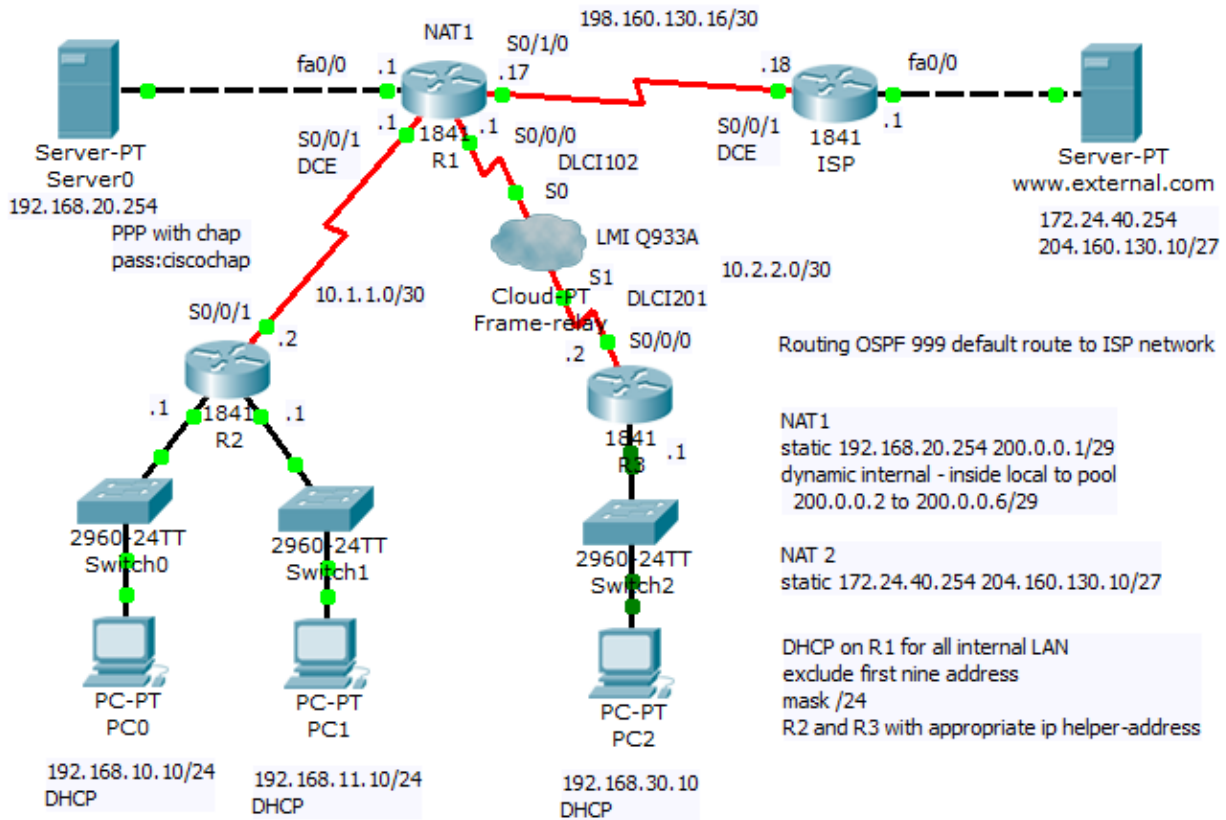 198.160.130.16/30
NAT1
S0/1/0
fa0/0
.1
.17
.18
fa0/0
.1
1841
R1
.1
S0/0/0
S0/0/1
DCE
S0/0/1
DCE
1841
ISP
.1
Server-PT
Server0
192.168.20.254
Server-PT
www.external.com
172.24.40.254
204.160.130.10/27
DLCI102
S0
PPP with chap
pass:ciscochap
LMI Q933A
S1
10.2.2.0/30
Cloud-PT
Frame-relay
10.1.1.0/30
DLCI201
S0/0/1
.2
.2
S0/0/0
Routing OSPF 999 default route to ISP network
.1
1841
R2
.1
1841
R3
.1
NAT1
static 192.168.20.254 200.0.0.1/29
dynamic internal - inside local to pool
200.0.0.2 to 200.0.0.6/29
2960-24TT
Switch0
2960-24TT
Switch1
2960-24TT
Switch2
NAT 2
static 172.24.40.254 204.160.130.10/27
DHCP on R1 for all internal LAN
exclude first nine address
mask /24
R2 and R3 with appropriate ip helper-address
PC-PT
PC0
PC-PT
PC1
PC-PT
PC2
192.168.10.10/24
DHCP
192.168.11.10/24
DHCP
192.168.30.10
DHCP